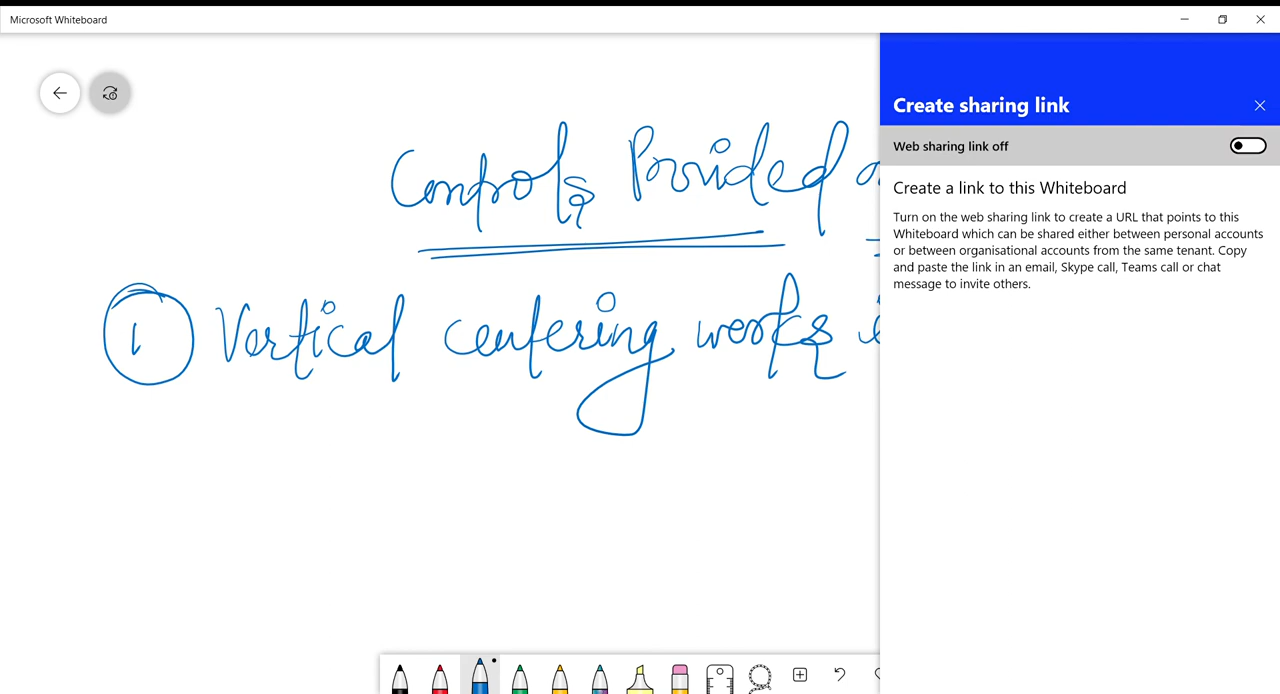 Microsoft Whiteboard
Create sharing link
Web sharing link off
Create a link to this Whiteboard
Turn on the web sharing link to create a URL that points to this
Whiteboard which can be shared either between personal accounts
or between organisational accounts from the same tenant. Copy
and paste the link in an email, Skype call, Teams call or chat
message to invite others.
Controls Provided
1 Vertical centering works